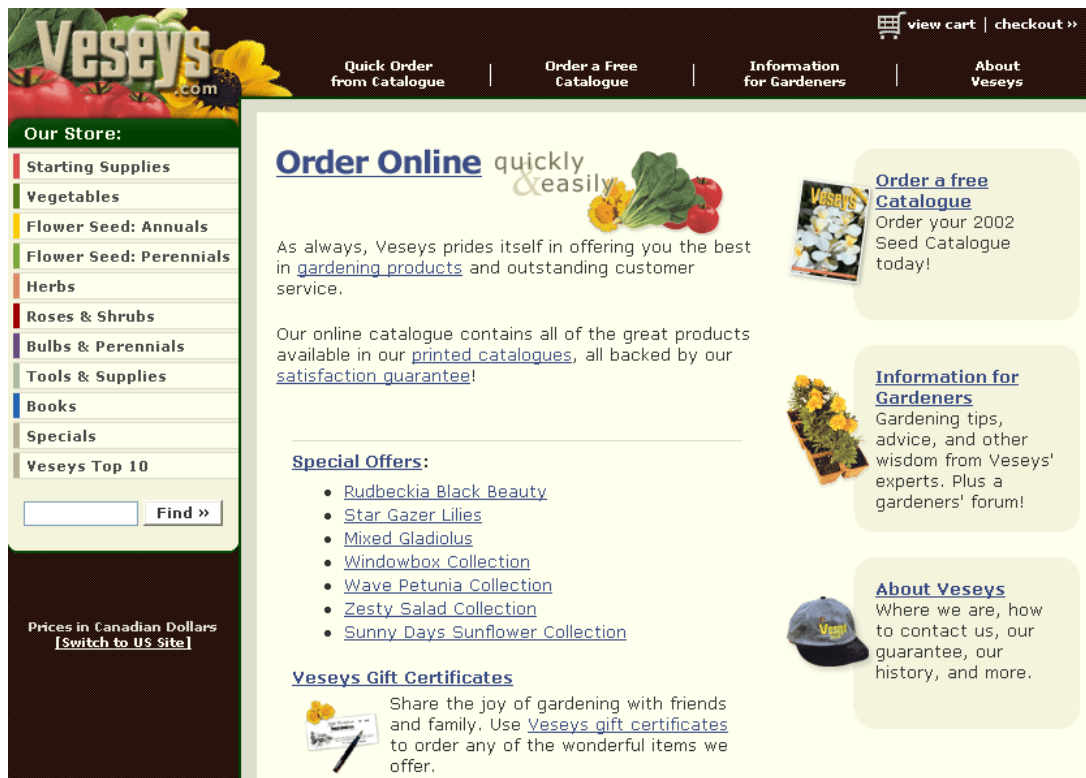 Veseys
.com
view cart | checkout »
Quick Order
from Catalogue
Order a Free
Catalogue
Information
for Gardeners
About
Veseys
Our Store:
Starting Supplies
Vegetables
Flower Seed: Annuals
Flower Seed: Perennials
Herbs
Roses & Shrubs
Bulbs & Perennials
Tools & Supplies
Books
Specials
Veseys Top 10
Find »
Prices in Canadian Dollars
[Switch to US Site]
Order Online quickly
& easily
As always, Veseys prides itself in offering you the best
in gardening products and outstanding customer
service.
Our online catalogue contains all of the great products
available in our printed catalogues, all backed by our
satisfaction guarantee!
Special Offers:
• Rudbeckia Black Beauty
• Star Gazer Lilies
• Mixed Gladiolus
• Windowbox Collection
• Wave Petunia Collection
• Zesty Salad Collection
• Sunny Days Sunflower Collection
Veseys Gift Certificates
Share the joy of gardening with friends
and family. Use Veseys gift certificates
to order any of the wonderful items we
offer.
Veseys
Order a free
Catalogue
Order your 2002
Seed Catalogue
today!
Information for
Gardeners
Gardening tips,
advice, and other
wisdom from Veseys'
experts. Plus a
gardeners' forum!
Veseys
About Veseys
Where we are, how
to contact us, our
guarantee, our
history, and more.